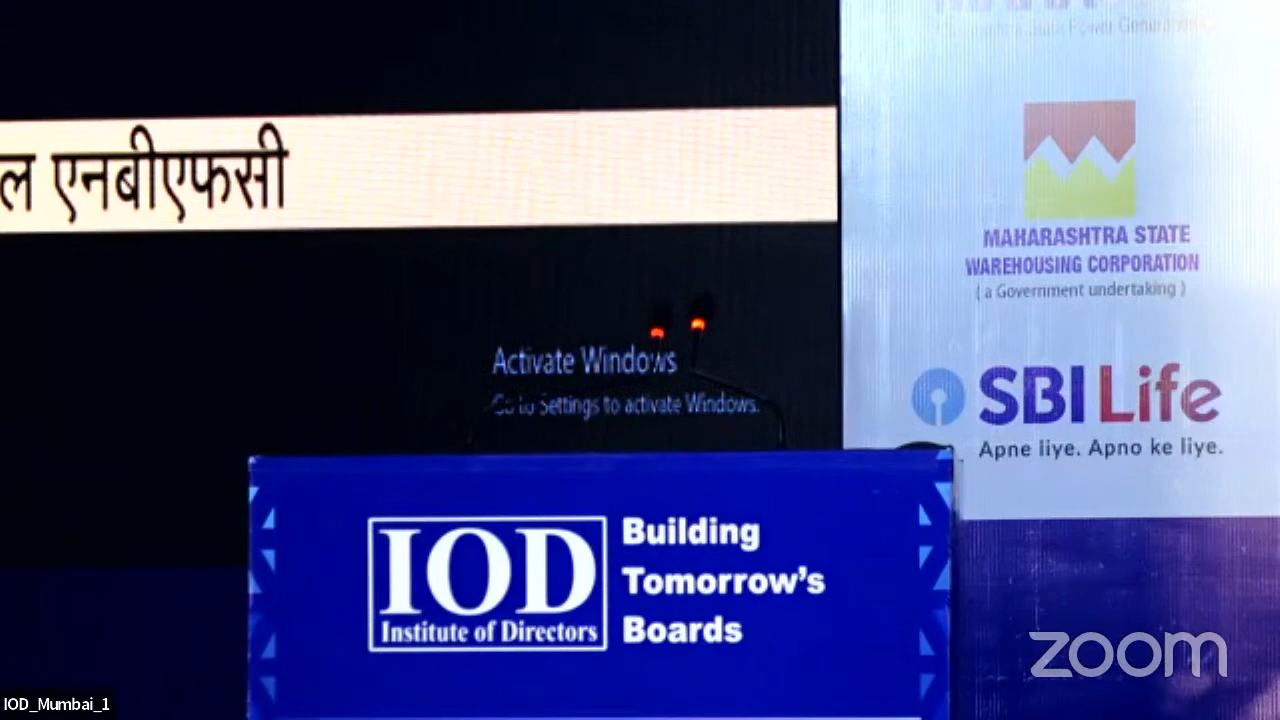 ल एनबीएफसी
MAHARASHTRA STATE
WAREHOUSING CORPORATION
( a Government undertaking )
Activate Windows
Go to Settings to activate Windows.
SBI Life
Apne liye. Apno ke liye.
IOD
Institute of Directors
Building
Tomorrow's
Boards
zoom
IOD_Mumbai_1